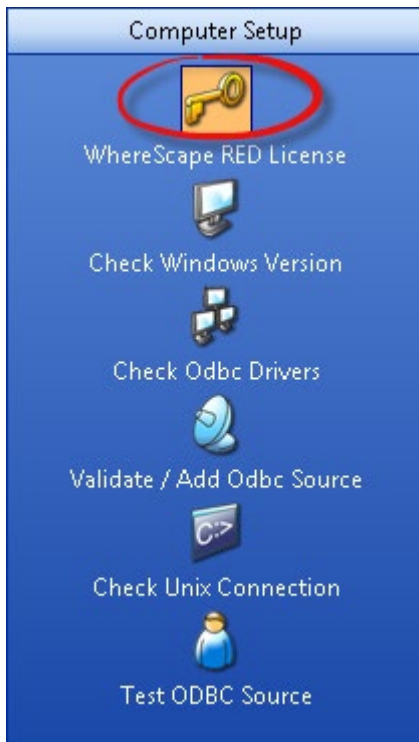 Computer Setup
WhereScape RED License
Check Windows Version
Check Odbc Drivers
Validate / Add Odbc Source
C:>
Check Unix Connection
Test ODBC Source